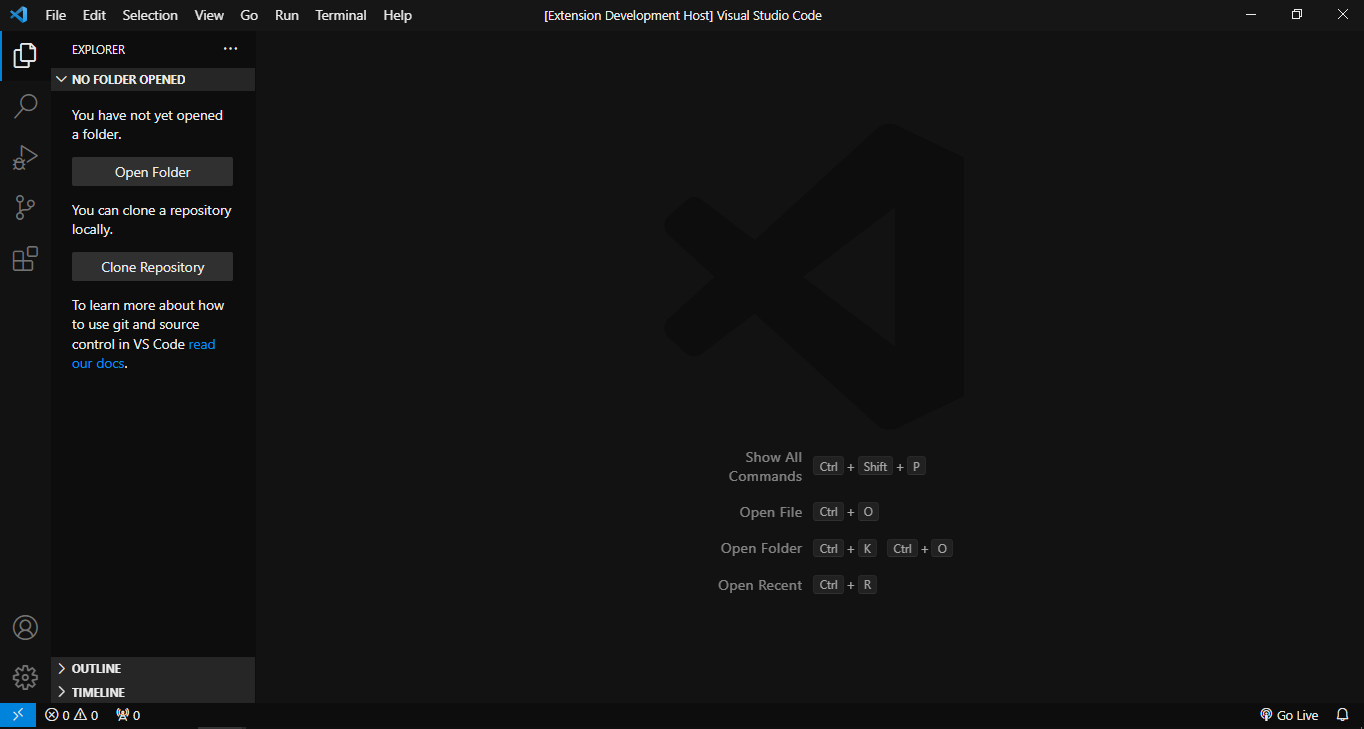 File Edit Selection View Go Run Terminal Help
[Extension Development Host] Visual Studio Code
EXPLORER
NO FOLDER OPENED
You have not yet opened
a folder.
Open Folder
You can clone a repository
locally.
Clone Repository
To learn more about how
to use git and source
control in VS Code read
our docs.
OUTLINE
TIMELINE
Show All
Commands Ctrl + Shift + P
Open File Ctrl + O
Open Folder Ctrl + K Ctrl + O
Open Recent Ctrl + R
0 0 0
Go Live